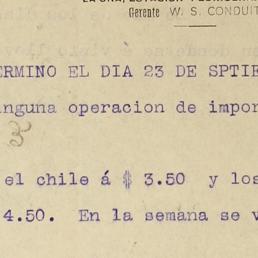 Gerente W. S. CONDUIT
ERMINO EL DIA 23 DE SPTIE
inguna operacion de impor
el chile á $ 3.50 y los
4.50. En la semana se v